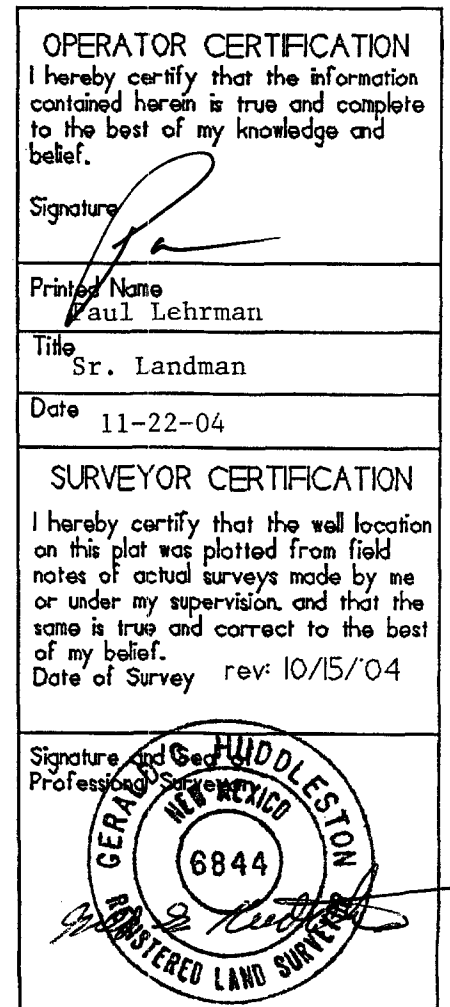 OPERATOR CERTIFICATION
I hereby certify that the information
contained herein is true and complete
to the best of my knowledge and
belief.
Signature
Printed Name
Paul Lehrman
Title
Sr. Landman
Date
11-22-04
SURVEYOR CERTIFICATION
I hereby certify that the well location
on this plat was plotted from field
notes of actual surveys made by me
or under my supervision. and that the
same is true and correct to the best
of my belief.
Date of Survey rev: 10/15/'04
Signature and Seal of
Professional Surveyor
GERALD G. HUDDLESTON
NEW MEXICO
6844
REGISTERED LAND SURVEYOR